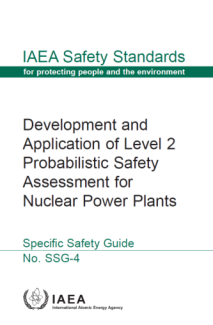 IAEA Safety Standards
for protecting people and the environment
Development and
Application of Level 2
Probabilistic Safety
Assessment for
Nuclear Power Plants
Specific Safety Guide
No. SSG-4
IAEA
International Atomic Energy Agency